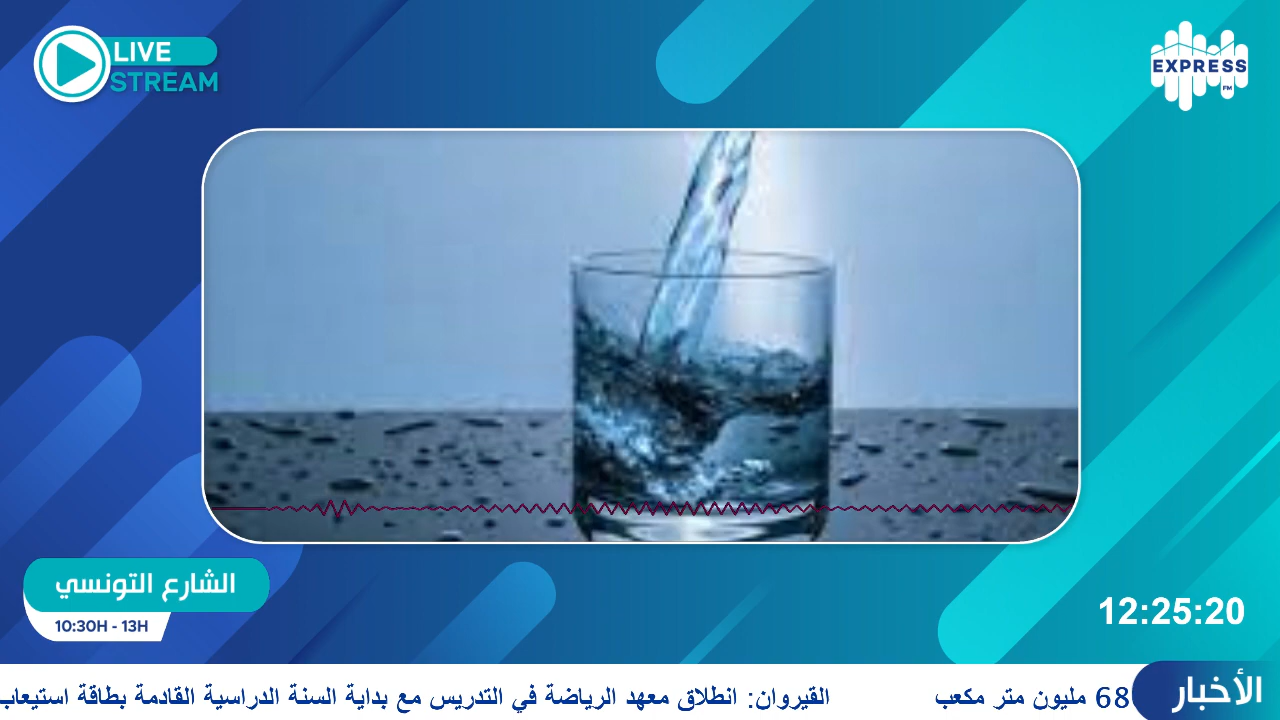 LIVE
STREAM
EXPRESS
FM
الشارع التونسي
10:30H - 13H
12:25:20
الأخبار
68 مليون متر مكعب
القيروان: انطلاق معهد الرياضة في التدريس مع بداية السنة الدراسية القادمة بطاقة استيعاب